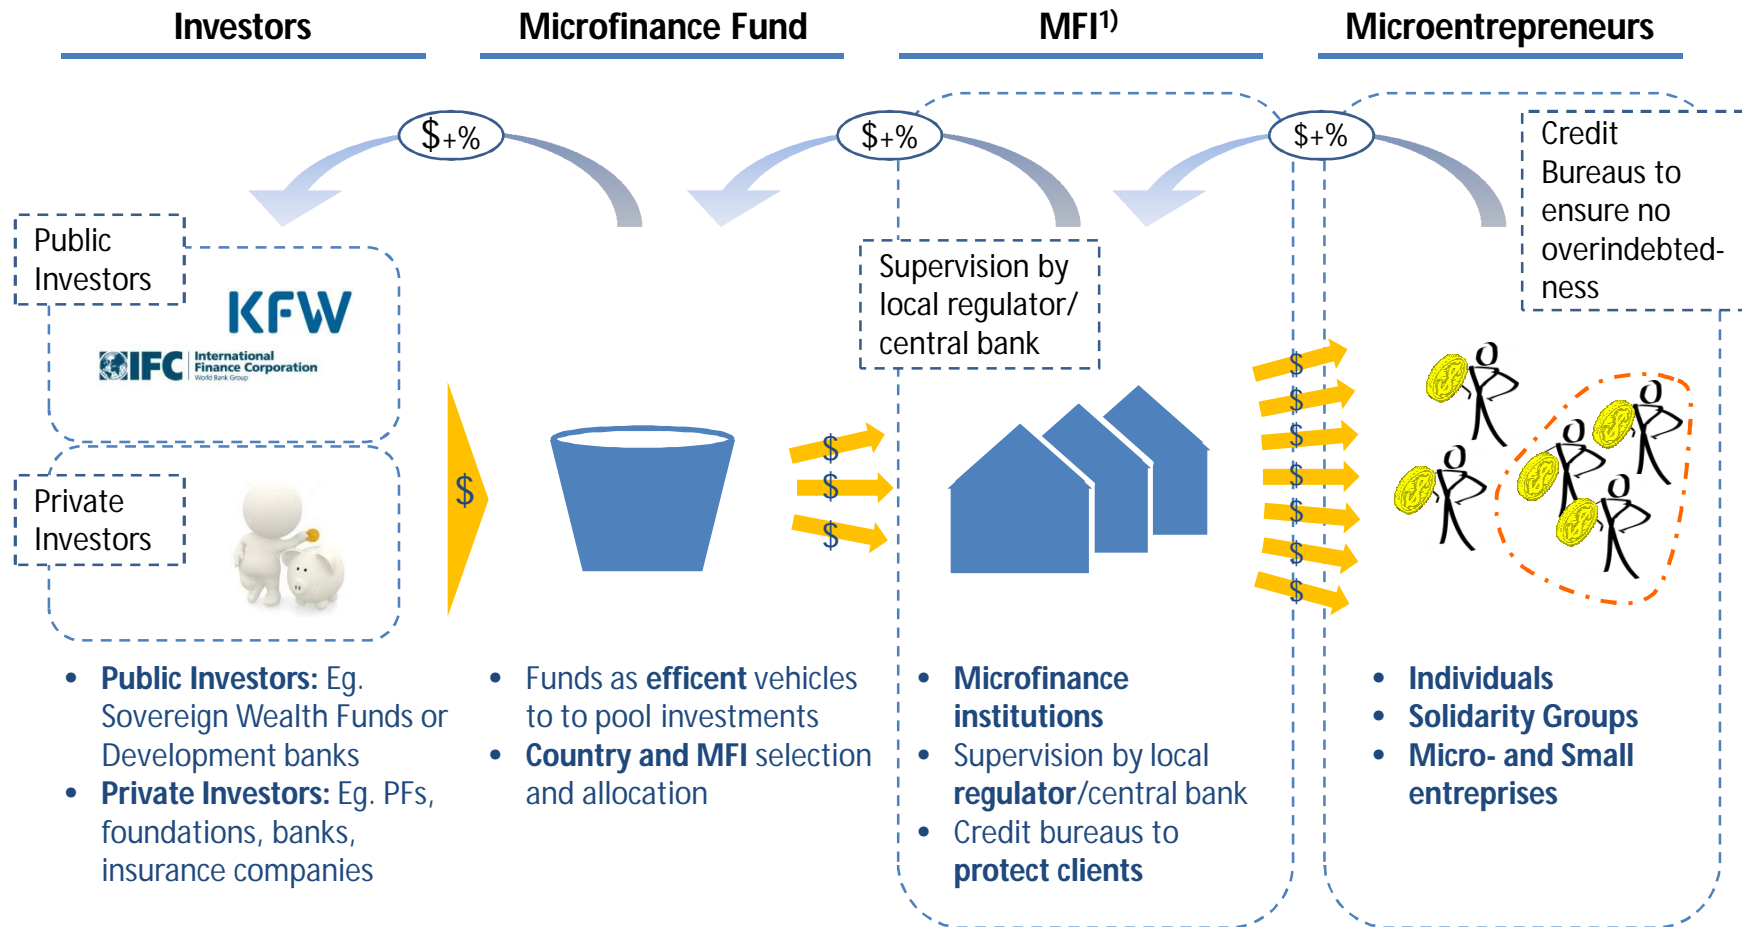 Investors
Microfinance Fund
MFI¹⁾
Microentrepreneurs
$+%
$+%
$+%
Credit
Bureaus to
ensure no
overindebted-
ness
Public
Investors
KFW
IFC
International
Finance Corporation
World Bank Group
Supervision by
local regulator/
central bank
Private
Investors
$
$
$
$
$
$
$
$
$
$
$
• Public Investors: Eg.
Sovereign Wealth Funds or
Development banks
• Private Investors: Eg. PFs,
foundations, banks,
insurance companies
• Funds as efficent vehicles
to to pool investments
• Country and MFI selection
and allocation
• Microfinance
institutions
• Supervision by local
regulator/central bank
• Credit bureaus to
protect clients
• Individuals
• Solidarity Groups
• Micro- and Small
entreprises